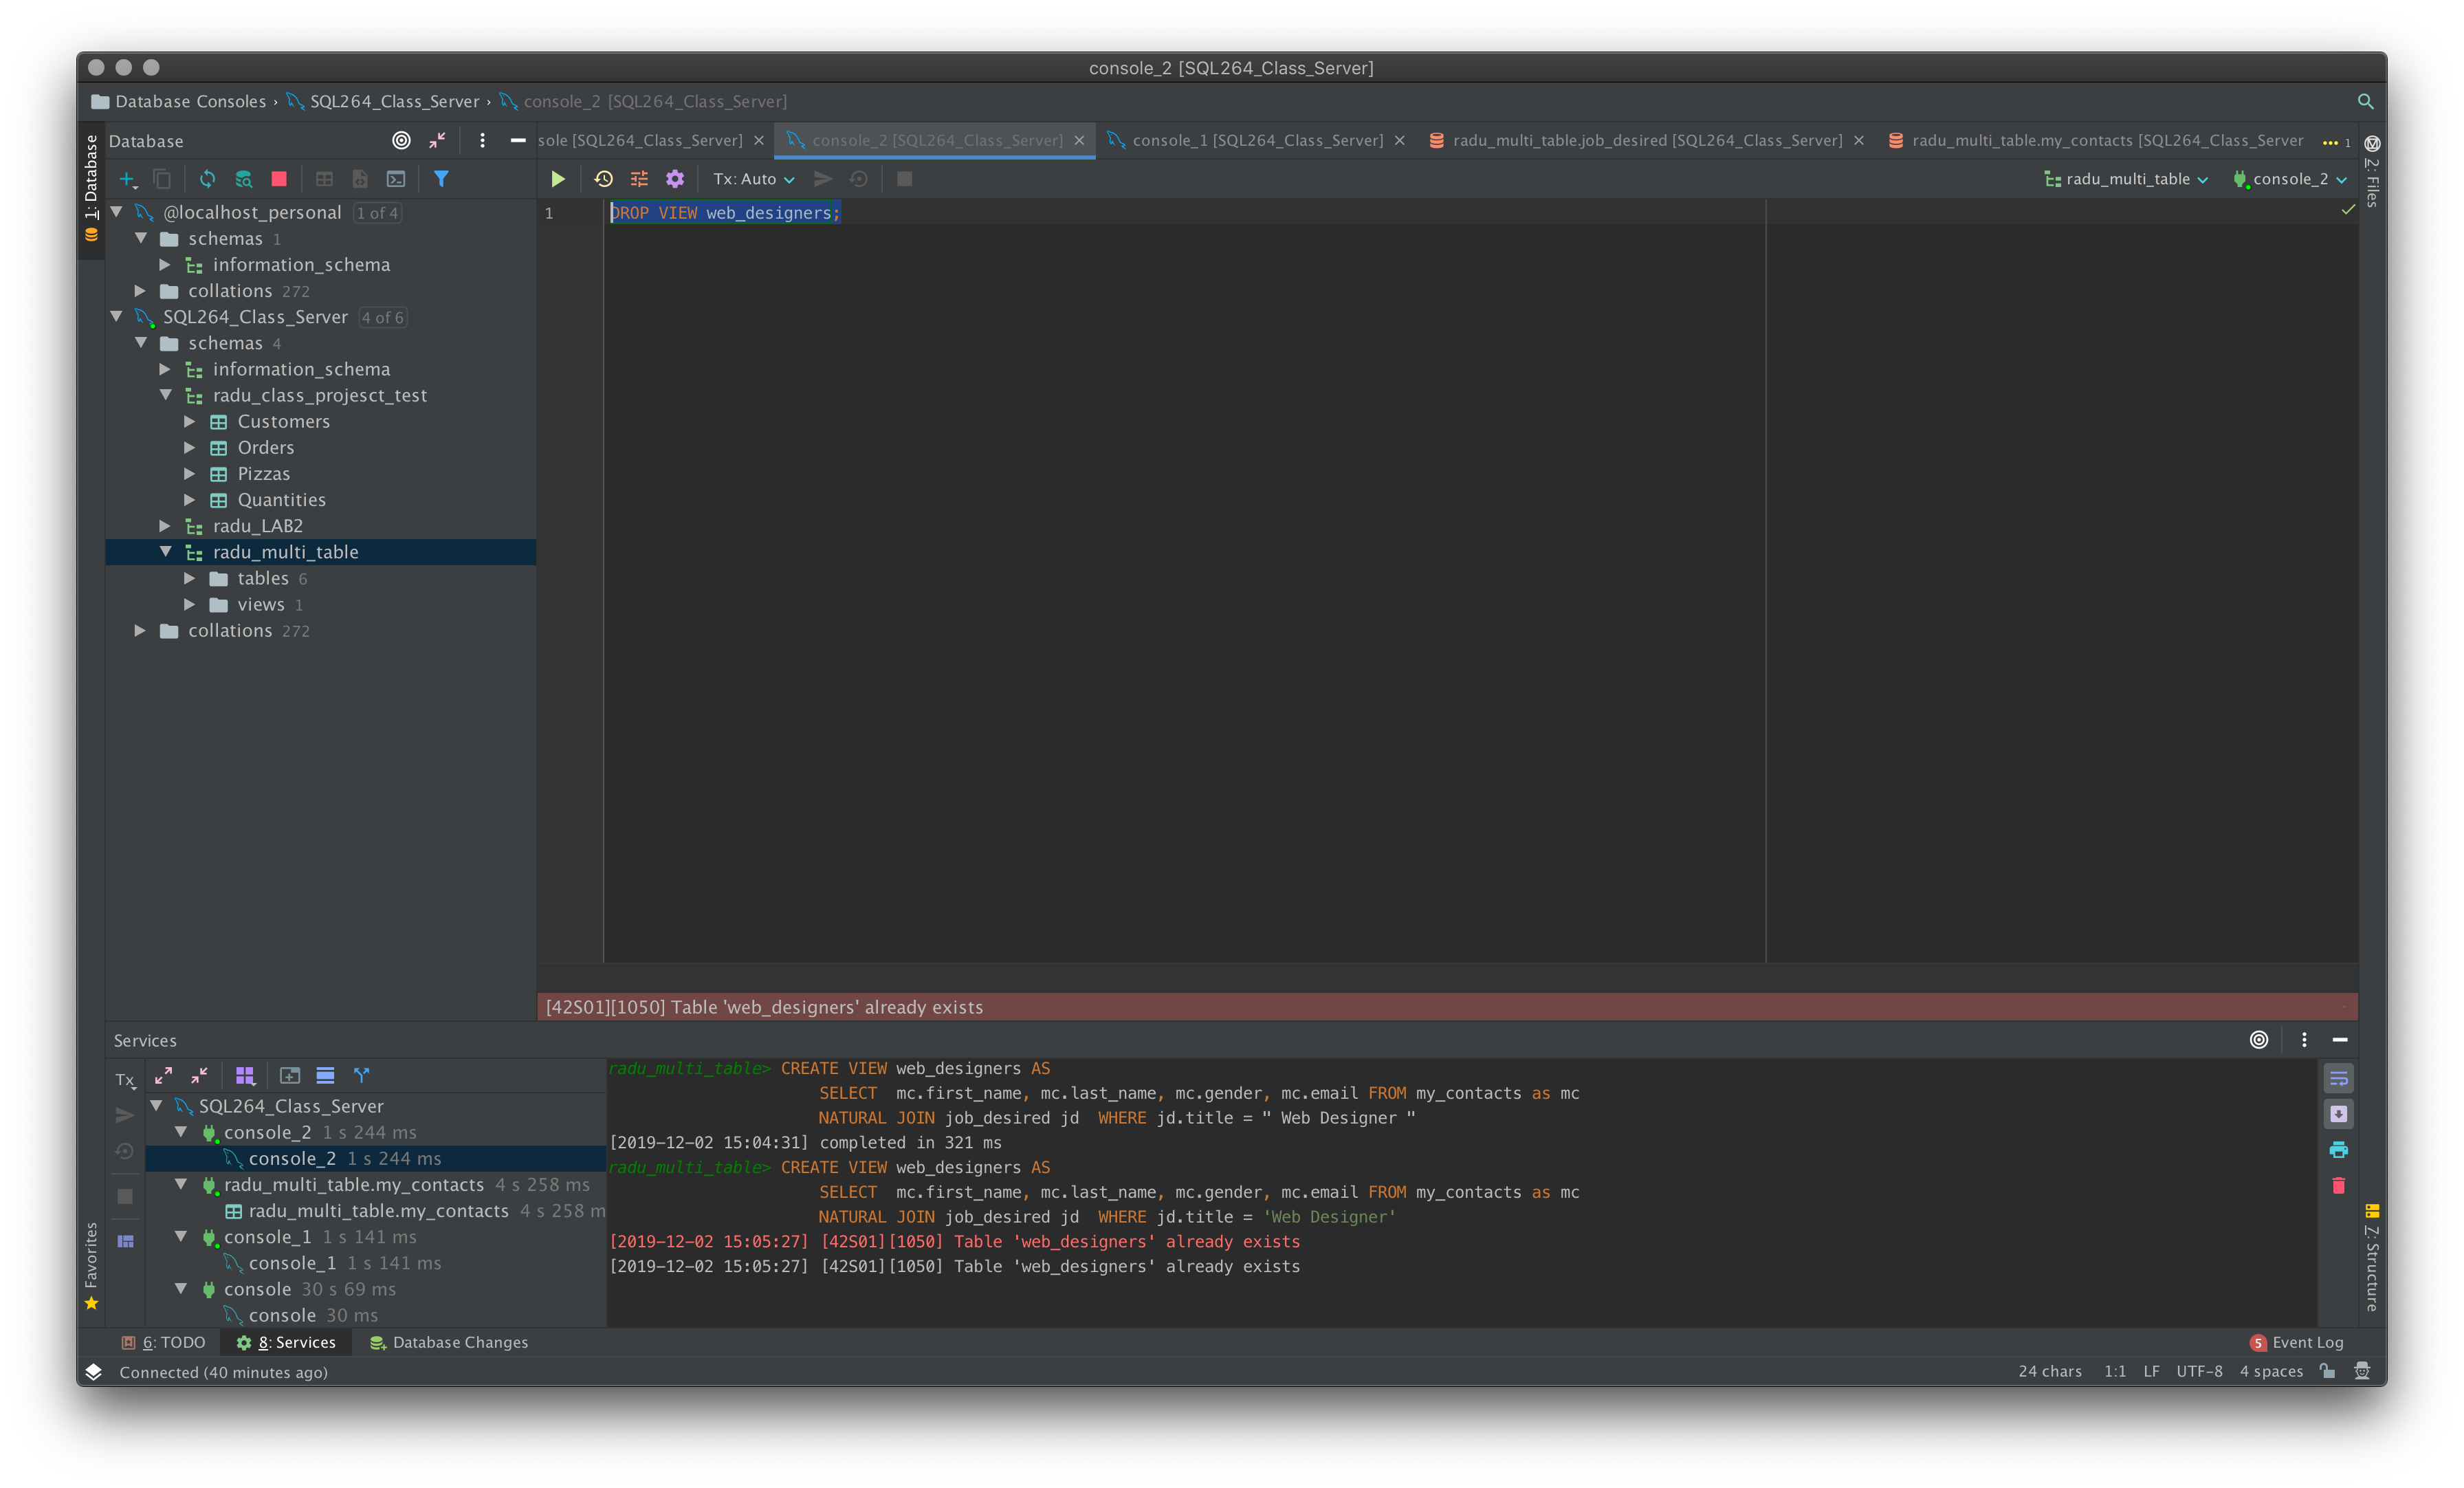 console_2 [SQL264_Class_Server]
Database Consoles › SQL264_Class_Server › console_2 [SQL264_Class_Server]
1: Database
Database
sole [SQL264_Class_Server]
console_2 [SQL264_Class_Server]
console_1 [SQL264_Class_Server]
radu_multi_table.job_desired [SQL264_Class_Server]
radu_multi_table.my_contacts [SQL264_Class_Server
1
2: Files
Tx: Auto
radu_multi_table
console_2
@localhost_personal 1 of 4
schemas 1
information_schema
collations 272
SQL264_Class_Server 4 of 6
schemas 4
information_schema
radu_class_projesct_test
Customers
Orders
Pizzas
Quantities
radu_LAB2
radu_multi_table
tables 6
views 1
collations 272
1 DROP VIEW web_designers;
[42S01][1050] Table 'web_designers' already exists
Services
Tx
SQL264_Class_Server
console_2 1 s 244 ms
console_2 1 s 244 ms
radu_multi_table.my_contacts 4 s 258 ms
radu_multi_table.my_contacts 4 s 258 m
console_1 1 s 141 ms
console_1 1 s 141 ms
console 30 s 69 ms
console 30 ms
radu_multi_table> CREATE VIEW web_designers AS
SELECT mc.first_name, mc.last_name, mc.gender, mc.email FROM my_contacts as mc
NATURAL JOIN job_desired jd WHERE jd.title = " Web Designer "
[2019-12-02 15:04:31] completed in 321 ms
radu_multi_table> CREATE VIEW web_designers AS
SELECT mc.first_name, mc.last_name, mc.gender, mc.email FROM my_contacts as mc
NATURAL JOIN job_desired jd WHERE jd.title = 'Web Designer'
[2019-12-02 15:05:27] [42S01][1050] Table 'web_designers' already exists
[2019-12-02 15:05:27] [42S01][1050] Table 'web_designers' already exists
Favorites
7: Structure
6: TODO
8: Services
Database Changes
5 Event Log
Connected (40 minutes ago)
24 chars 1:1 LF UTF-8 4 spaces